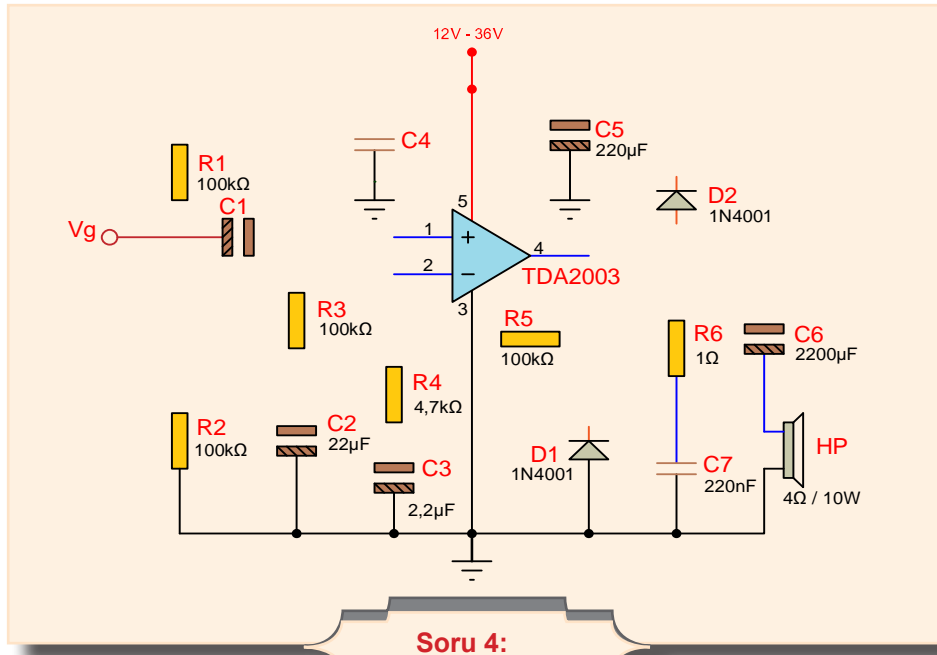 12V - 36V
C4
C5
220µF
R1
100kΩ
D2
1N4001
C1
5
Vg
1
+
4
2
−
TDA2003
3
R3
100kΩ
R5
100kΩ
R6
1Ω
C6
2200µF
R4
4,7kΩ
R2
100kΩ
C2
22µF
D1
1N4001
HP
C3
2,2µF
C7
220nF
4Ω / 10W
Soru 4: